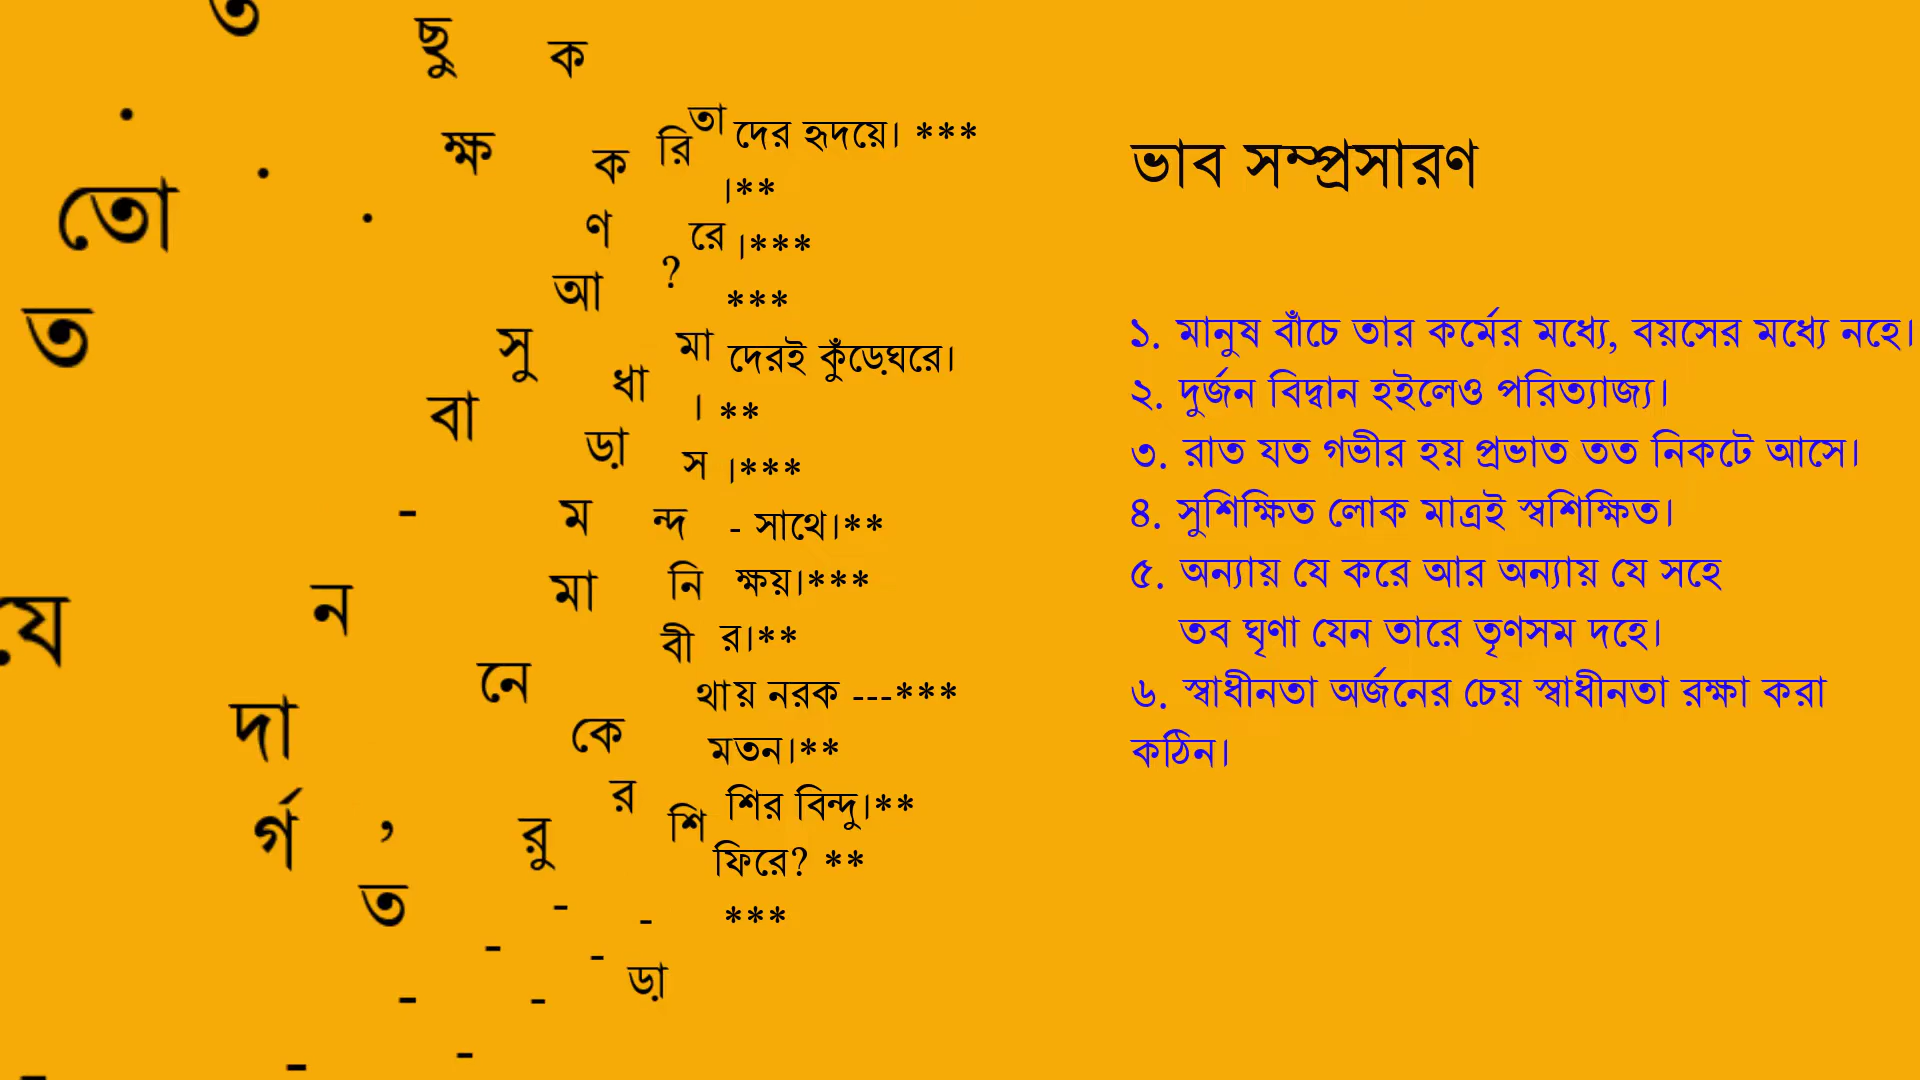 দের হৃদয়ে। ***
।**
।***
***
দেরই কুঁড়েঘরে।
। **
।***
- সাথে।**
ক্ষয়।***
র।**
থায় নরক ---***
মতন।**
শির বিন্দু।**
ফিরে? **
***
ভাব সম্প্রসারণ
১. মানুষ বাঁচে তার কর্মের মধ্যে, বয়সের মধ্যে নহে।
২. দুর্জন বিদ্বান হইলেও পরিত্যাজ্য।
৩. রাত যত গভীর হয় প্রভাত তত নিকটে আসে।
৪. সুশিক্ষিত লোক মাত্রই স্বশিক্ষিত।
৫. অন্যায় যে করে আর অন্যায় যে সহে
তব ঘৃণা যেন তারে তৃণসম দহে।
৬. স্বাধীনতা অর্জনের চেয় স্বাধীনতা রক্ষা করা
কঠিন।